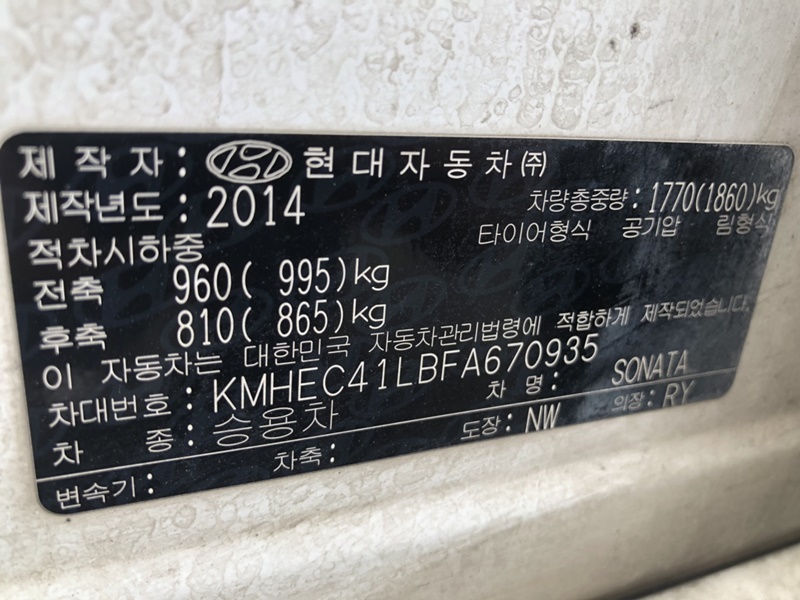 제 작 자 : 현대자동차㈜
제작년도 : 2014
차량총중량 : 1770(1860)kg
적차시하중
타이어형식 공기압 림형식
전축 960( 995)kg
후축 810( 865)kg
이 자동차는 대한민국 자동차관리법령에 적합하게 제작되었습니다.
차대번호 : KMHEC41LBFA670935
차 종 : 승용차 차 명 : SONATA
변속기 : 차축 : 도장 : NW 의장 : RY